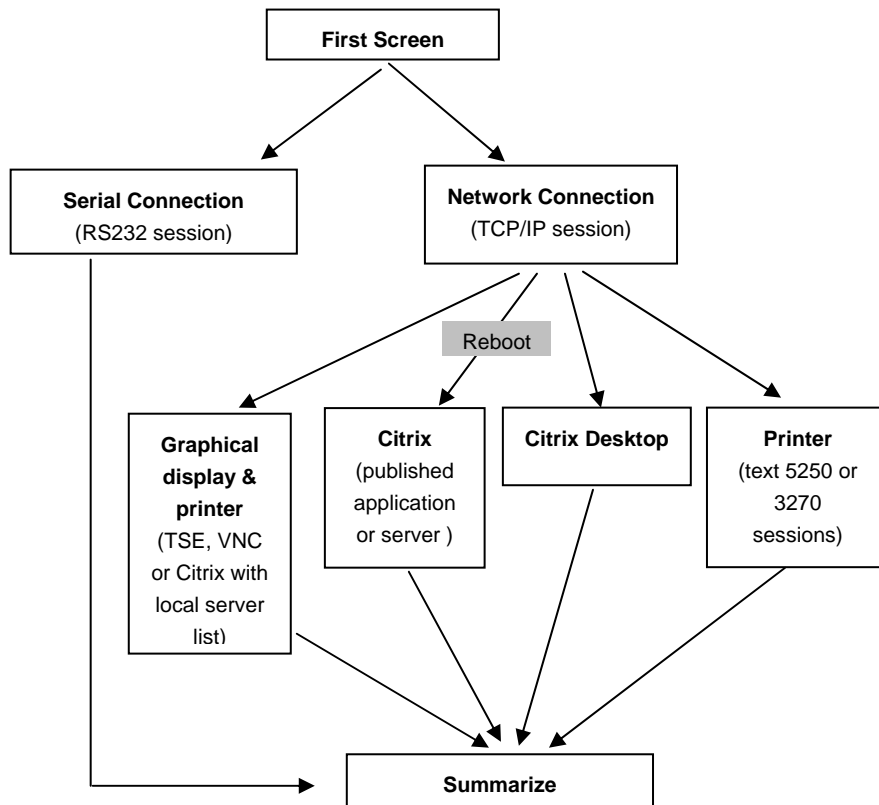 First Screen
Serial Connection
(RS232 session)
Network Connection
(TCP/IP session)
Reboot
Graphical
display &
printer
(TSE, VNC
or Citrix with
local server
list)
Citrix
(published
application
or server )
Citrix Desktop
Printer
(text 5250 or
3270
sessions)
Summarize